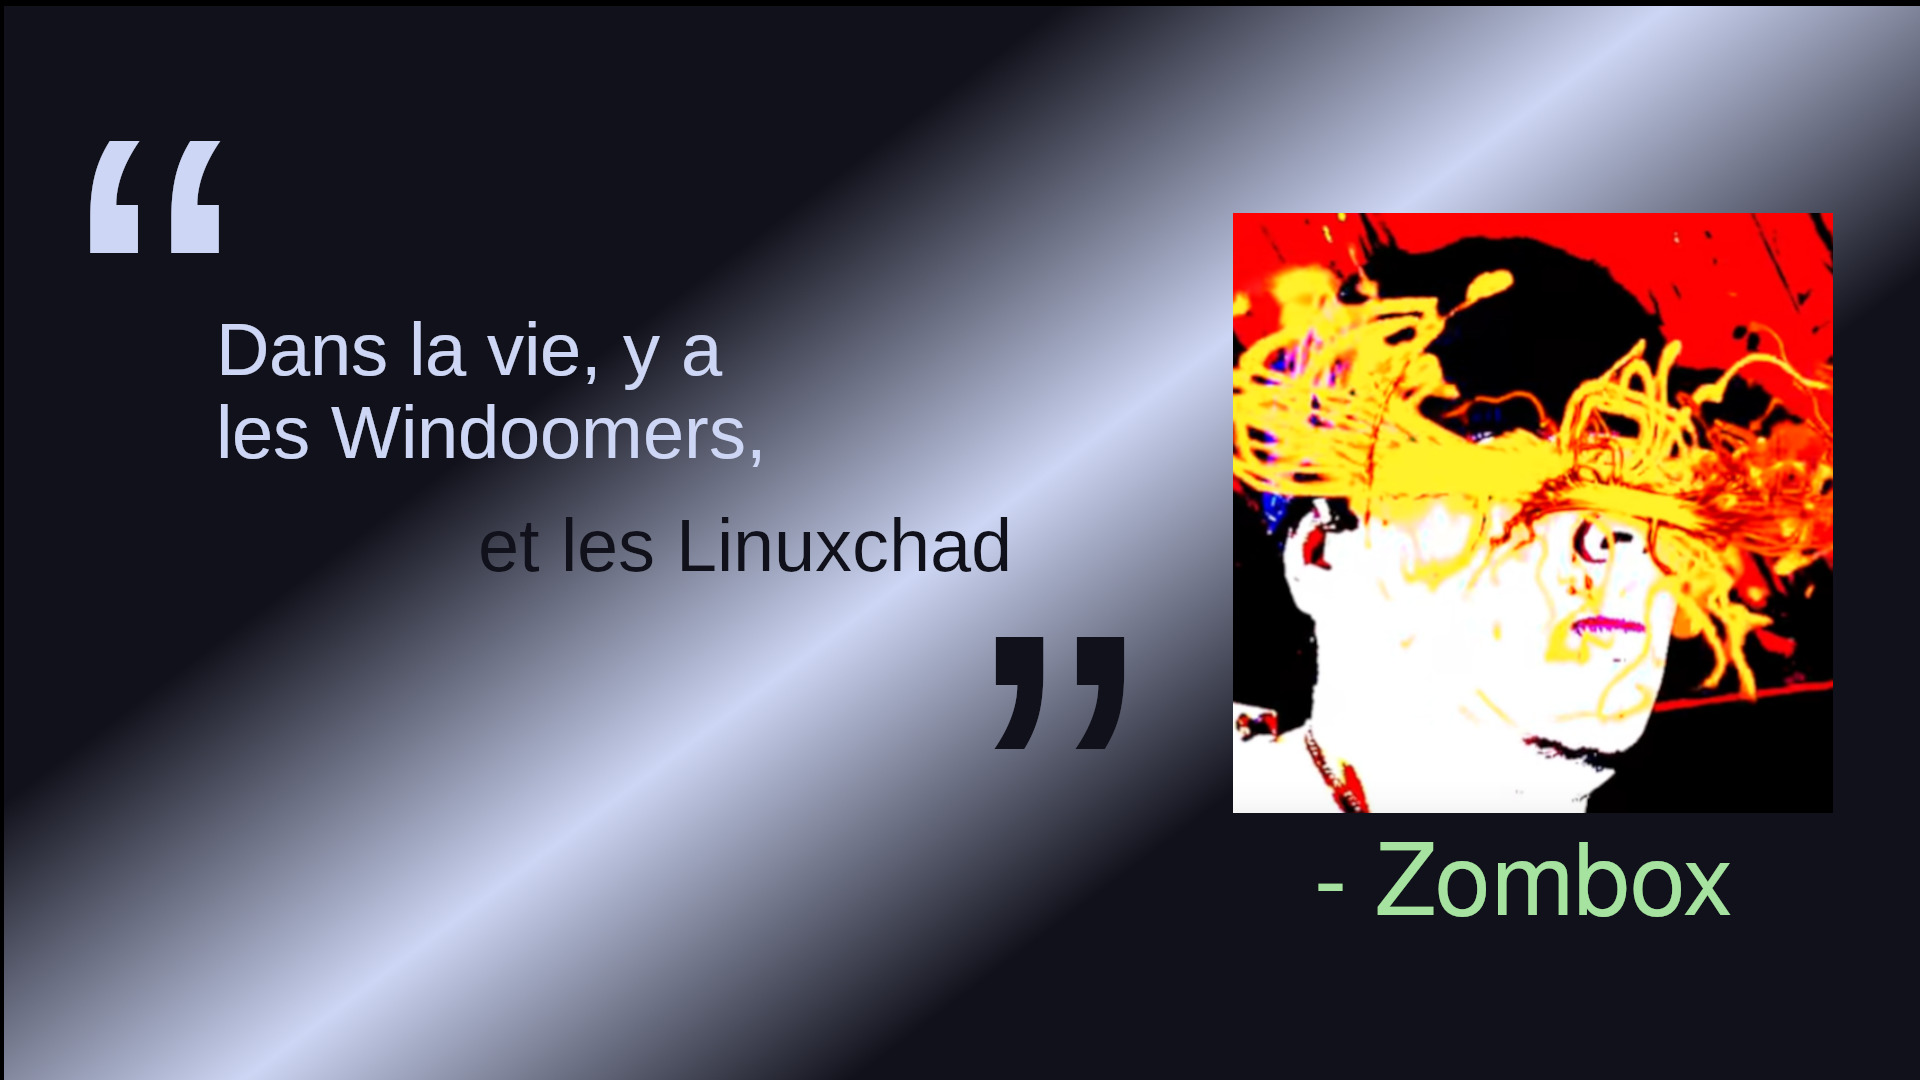 “
Dans la vie, y a
les Windoomers,
et les Linuxchad
”
- Zombox